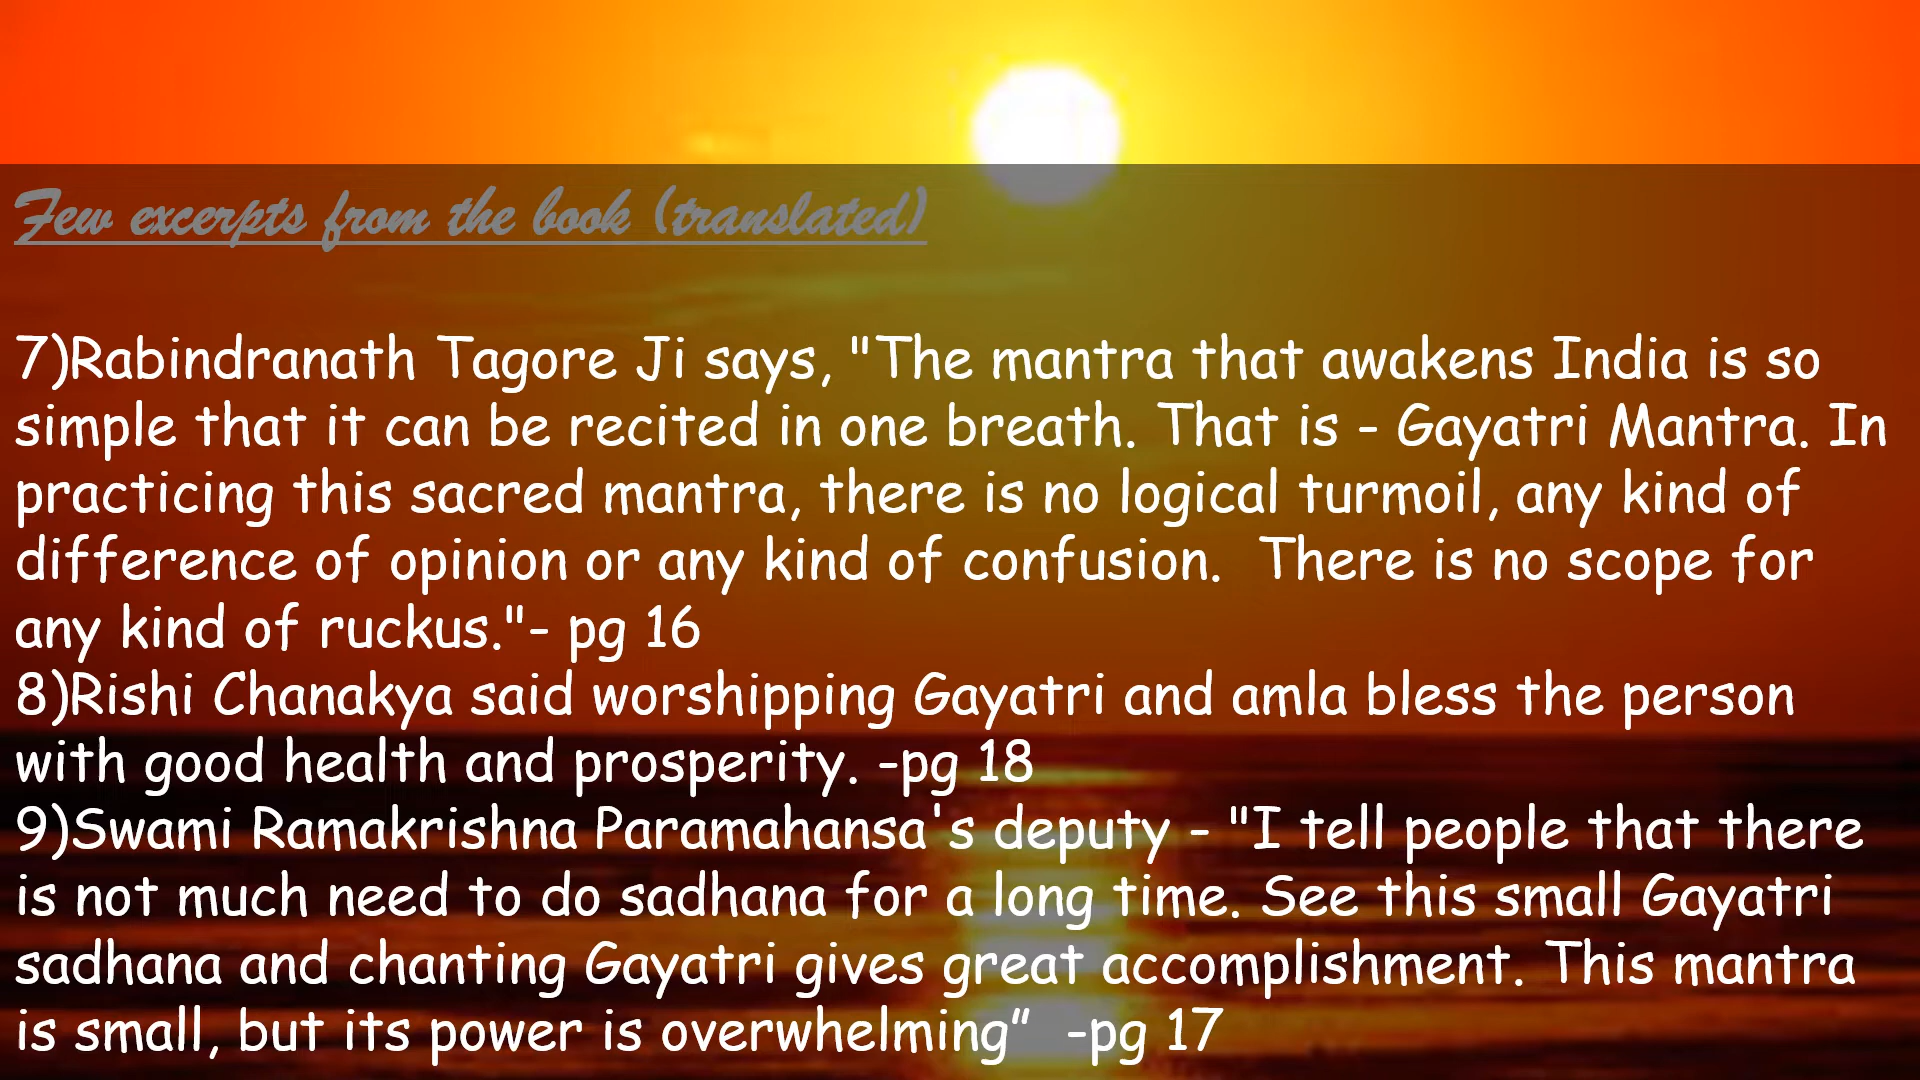 Few excerpts from the book (translated)
7)Rabindranath Tagore Ji says, "The mantra that awakens India is so
simple that it can be recited in one breath. That is - Gayatri Mantra. In
practicing this sacred mantra, there is no logical turmoil, any kind of
difference of opinion or any kind of confusion.  There is no scope for
any kind of ruckus."- pg 16
8)Rishi Chanakya said worshipping Gayatri and amla bless the person
with good health and prosperity. -pg 18
9)Swami Ramakrishna Paramahansa's deputy - "I tell people that there
is not much need to do sadhana for a long time. See this small Gayatri
sadhana and chanting Gayatri gives great accomplishment. This mantra
is small, but its power is overwhelming”  -pg 17